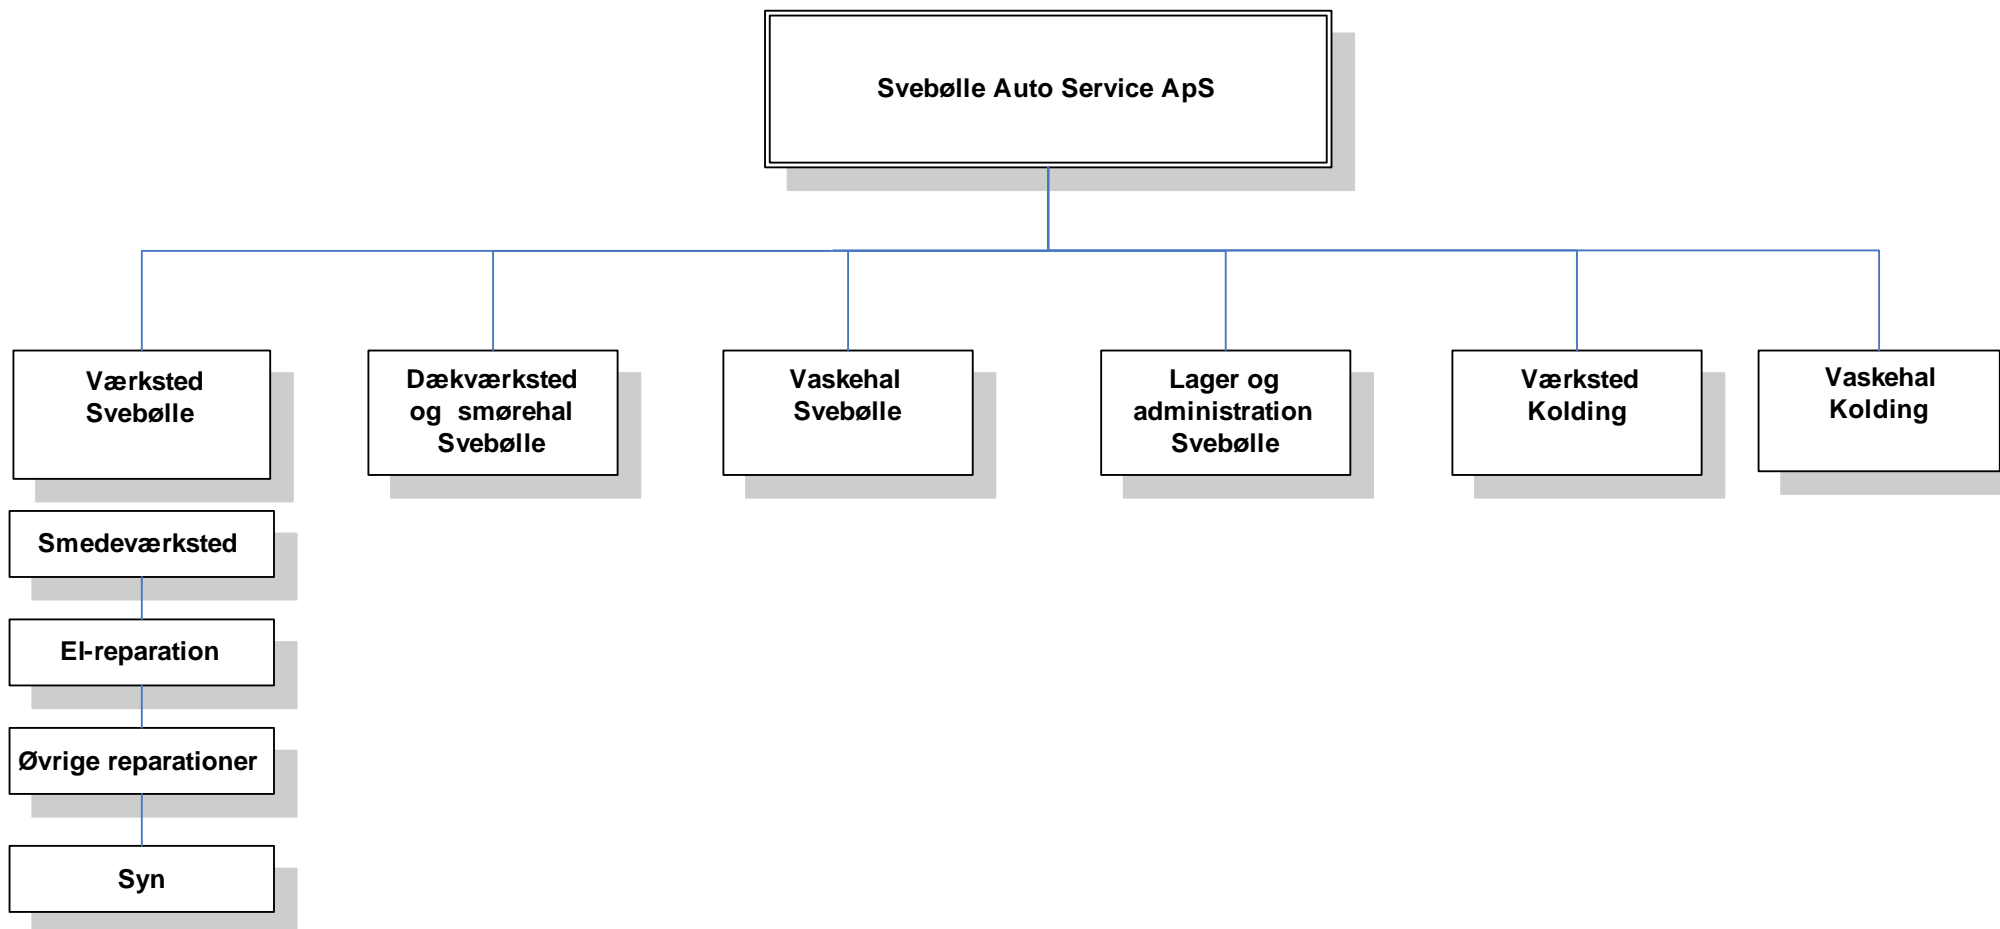 Svebølle Auto Service ApS
Værksted
Svebølle
Dækværksted
og smørehal
Svebølle
Vaskehal
Svebølle
Lager og
administration
Svebølle
Værksted
Kolding
Vaskehal
Kolding
Smedeværksted
El-reparation
Øvrige reparationer
Syn